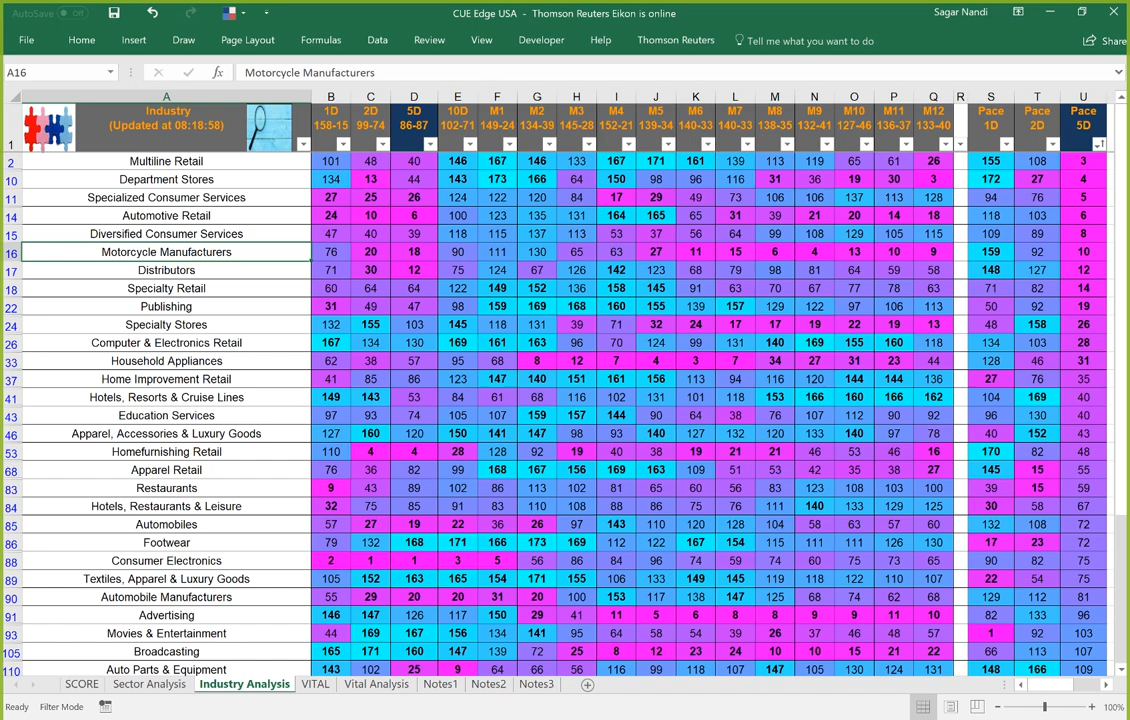 AutoSave Off CUE Edge USA - Thomson Reuters Eikon is online Sagar Nandi
File Home Insert Draw Page Layout Formulas Data Review View Developer Help Thomson Reuters Tell me what you want to do Share
A16 fx Motorcycle Manufacturers
A B C D E F G H I J K L M N O P Q R S T U
Industry 1D 2D 5D 10D M1 M2 M3 M4 M5 M6 M7 M8 M9 M10 M11 M12 Pace Pace Pace
(Updated at 08:18:58) 158-15 99-74 86-87 102-71 149-24 134-39 145-28 152-21 139-34 140-33 140-33 138-35 132-41 127-46 136-37 133-40 1D 2D 5D
1
2 Multiline Retail 101 48 40 146 167 146 133 167 171 161 139 113 119 65 61 26 155 108 3
10 Department Stores 134 13 44 143 173 166 64 150 98 96 116 31 36 19 30 3 172 27 4
11 Specialized Consumer Services 27 25 26 124 122 120 84 17 29 49 73 106 106 137 113 128 94 76 5
14 Automotive Retail 24 10 6 100 123 135 131 164 165 65 31 39 21 20 14 18 118 103 6
15 Diversified Consumer Services 47 40 39 118 115 137 113 53 37 56 64 99 108 129 105 115 109 89 8
16 Motorcycle Manufacturers 76 20 18 90 111 130 65 63 27 11 15 6 4 13 10 9 159 92 10
17 Distributors 71 30 12 75 124 67 126 142 123 68 79 98 81 64 59 58 148 127 12
18 Specialty Retail 60 64 64 122 149 152 136 158 145 91 63 70 67 77 78 63 71 82 14
22 Publishing 31 49 47 98 159 169 168 160 155 139 157 129 122 97 106 113 50 92 19
24 Specialty Stores 132 155 103 145 118 131 39 71 32 24 17 17 19 22 19 13 48 158 26
26 Computer & Electronics Retail 167 134 130 169 161 163 96 70 124 99 131 140 169 155 160 118 134 103 28
33 Household Appliances 62 38 57 95 68 8 12 7 4 3 7 34 27 31 23 44 128 46 31
37 Home Improvement Retail 41 85 86 123 147 140 151 161 156 113 94 116 120 144 144 136 27 76 35
41 Hotels, Resorts & Cruise Lines 149 143 53 84 61 68 116 102 131 101 118 153 166 160 166 162 104 169 40
43 Education Services 97 93 74 105 107 159 157 144 90 64 38 76 107 112 90 92 96 130 40
46 Apparel, Accessories & Luxury Goods 127 160 120 150 141 147 98 93 140 127 132 120 133 140 97 78 40 152 43
53 Homefurnishing Retail 110 4 4 28 128 92 19 40 38 19 21 21 46 53 46 16 170 82 48
68 Apparel Retail 76 36 82 99 168 167 156 169 163 109 51 53 42 35 38 27 145 15 55
83 Restaurants 9 43 89 102 86 113 102 81 65 60 56 83 123 108 103 100 39 15 59
84 Hotels, Restaurants & Leisure 32 75 85 91 83 110 108 88 86 75 76 111 140 133 129 125 30 58 67
85 Automobiles 57 27 19 22 36 26 97 143 110 120 128 104 58 63 57 60 132 108 72
86 Footwear 79 132 168 171 166 173 169 112 122 167 154 115 111 111 126 130 17 23 72
88 Consumer Electronics 2 1 1 3 5 56 86 84 96 74 59 74 60 75 73 65 90 82 75
89 Textiles, Apparel & Luxury Goods 105 152 163 165 154 171 155 106 133 149 145 119 118 122 110 107 22 54 75
90 Automobile Manufacturers 55 29 20 20 31 20 100 153 117 138 147 125 68 74 62 68 129 112 81
91 Advertising 146 147 126 117 150 29 41 11 5 6 8 8 9 9 11 10 82 133 96
93 Movies & Entertainment 44 169 167 156 134 141 95 64 58 54 39 26 37 46 48 57 1 92 103
105 Broadcasting 165 171 160 147 139 72 25 8 12 23 24 10 10 15 21 22 66 113 107
110 Auto Parts & Equipment 143 102 25 9 64 66 56 116 99 118 107 147 105 130 124 131 148 166 109
SCORE Sector Analysis Industry Analysis VITAL Vital Analysis Notes1 Notes2 Notes3
Ready Filter Mode 100%